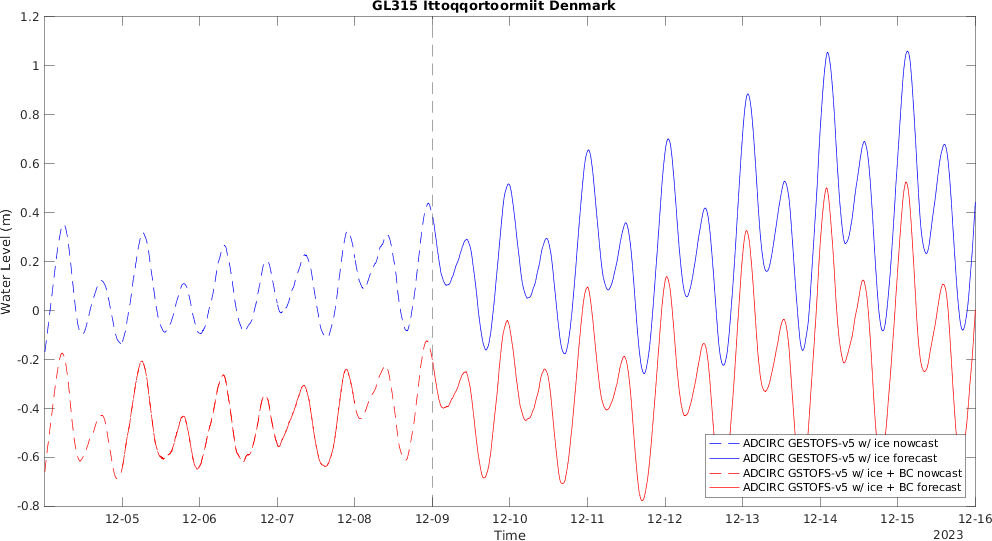 GL315 Ittoqqortoormiit Denmark
1.2
1
0.8
0.6
0.4
0.2
0
-0.2
-0.4
-0.6
-0.8
Water Level (m)
ADCIRC GESTOFS-v5 w/ ice nowcast
ADCIRC GESTOFS-v5 w/ ice forecast
ADCIRC GSTOFS-v5 w/ ice + BC nowcast
ADCIRC GSTOFS-v5 w/ ice + BC forecast
12-05 12-06 12-07 12-08 12-09 12-10 12-11 12-12 12-13 12-14 12-15 12-16
Time
2023